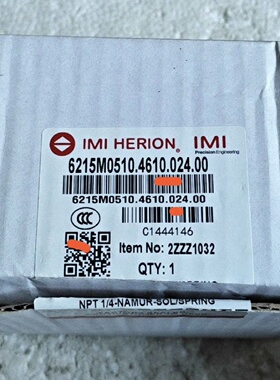 IMI HERION IMI
Precision Engineering
6215M0510.4610.024.00
6215M0510.4610.024.00
C1444146
CCC
Item No: 2ZZZ1032
QTY: 1
NPT 1/4-NAMUR-SOL/SPRING